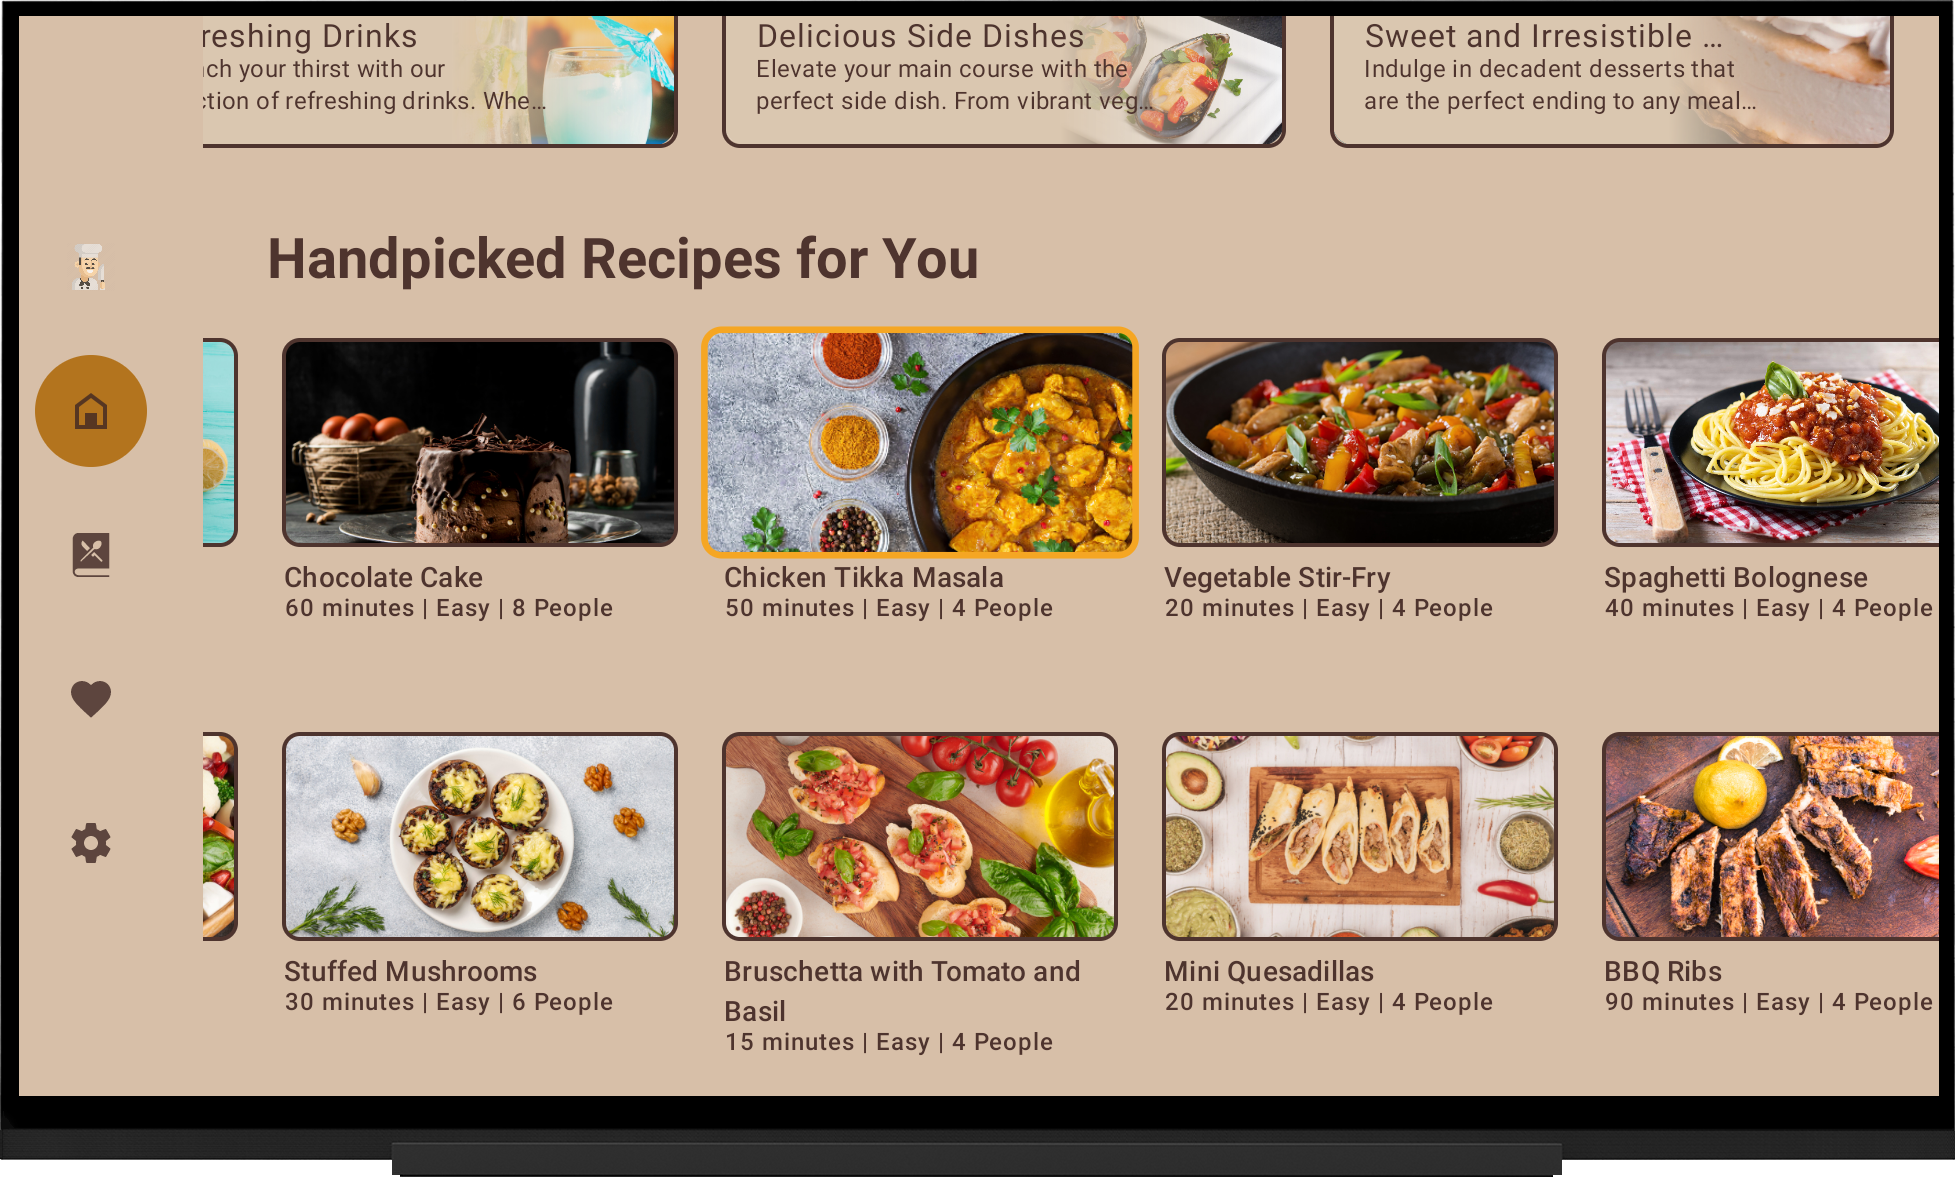 reshing Drinks
ch your thirst with our
ction of refreshing drinks. Whe...
Delicious Side Dishes
Elevate your main course with the
perfect side dish. From vibrant veg...
Sweet and Irresistible ...
Indulge in decadent desserts that
are the perfect ending to any meal...
Handpicked Recipes for You
Chocolate Cake
60 minutes | Easy | 8 People
Chicken Tikka Masala
50 minutes | Easy | 4 People
Vegetable Stir-Fry
20 minutes | Easy | 4 People
Spaghetti Bolognese
40 minutes | Easy | 4 People
Stuffed Mushrooms
30 minutes | Easy | 6 People
Bruschetta with Tomato and
Basil
15 minutes | Easy | 4 People
Mini Quesadillas
20 minutes | Easy | 4 People
BBQ Ribs
90 minutes | Easy | 4 People